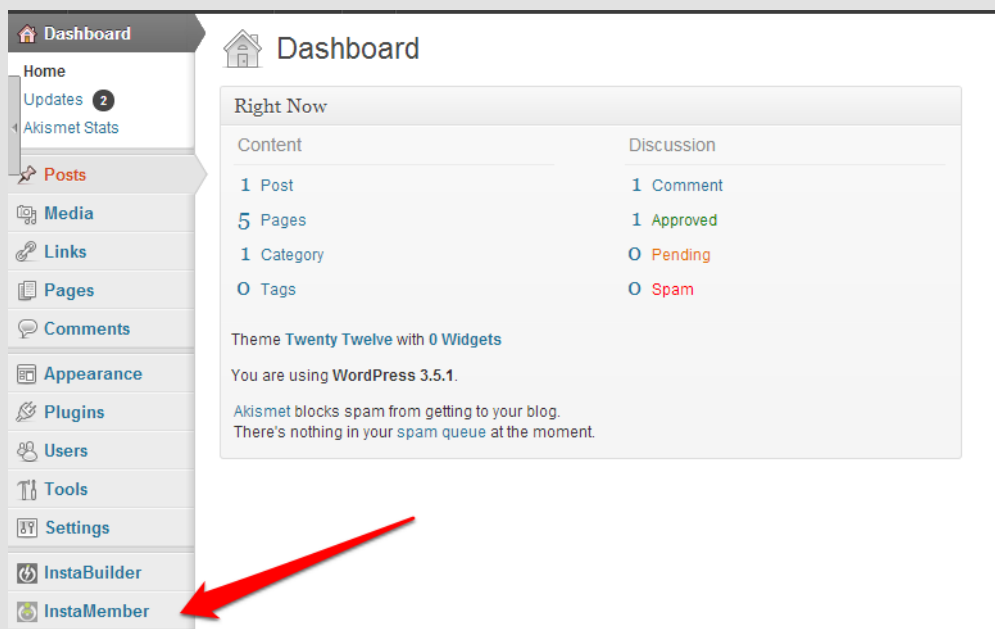 Dashboard
Home
Updates 2
Akismet Stats
Posts
Media
Links
Pages
Comments
Appearance
Plugins
Users
Tools
Settings
InstaBuilder
InstaMember
Dashboard
Right Now
Content
1 Post
5 Pages
1 Category
0 Tags
Discussion
1 Comment
1 Approved
0 Pending
0 Spam
Theme Twenty Twelve with 0 Widgets
You are using WordPress 3.5.1.
Akismet blocks spam from getting to your blog.
There's nothing in your spam queue at the moment.